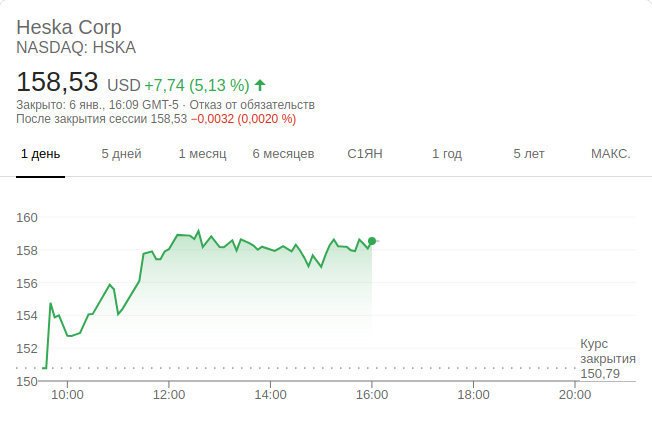 Heska Corp
NASDAQ: HSKA
158,53 USD +7,74 (5,13 %)
Закрыто: 6 янв., 16:09 GMT-5 · Отказ от обязательств
После закрытия сессии 158,53 −0,0032 (0,0020 %)
1 день 5 дней 1 месяц 6 месяцев С1ЯН 1 год 5 лет МАКС.
160
158
156
154
152
Курс
закрытия
150,79
150
10:00 12:00 14:00 16:00 18:00 20:00